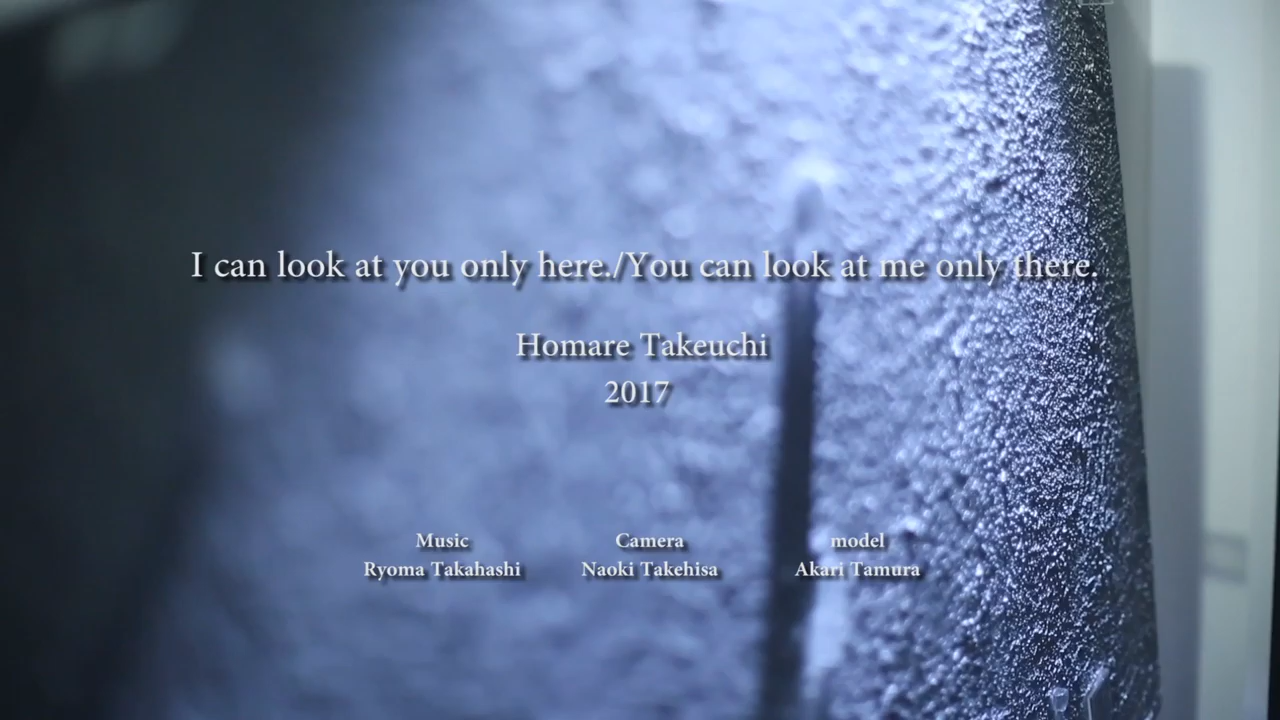 I can look at you only here./You can look at me only there.
Homare Takeuchi
2017
Music Camera model
Ryoma Takahashi Naoki Takehisa Akari Tamura